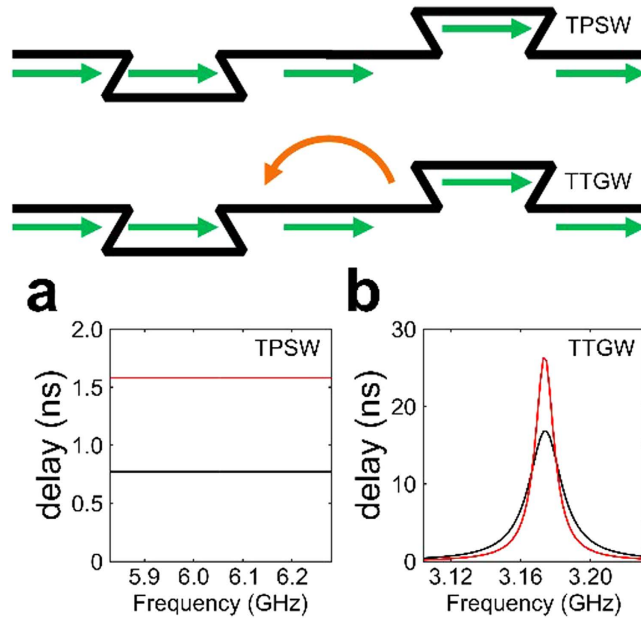 TPSW
TTGW
a
b
2.0
1.5
1.0
0.5
0
delay (ns)
TPSW
5.9 6.0 6.1 6.2
Frequency (GHz)
30
20
10
0
delay (ns)
TTGW
3.12 3.16 3.20
Frequency (GHz)